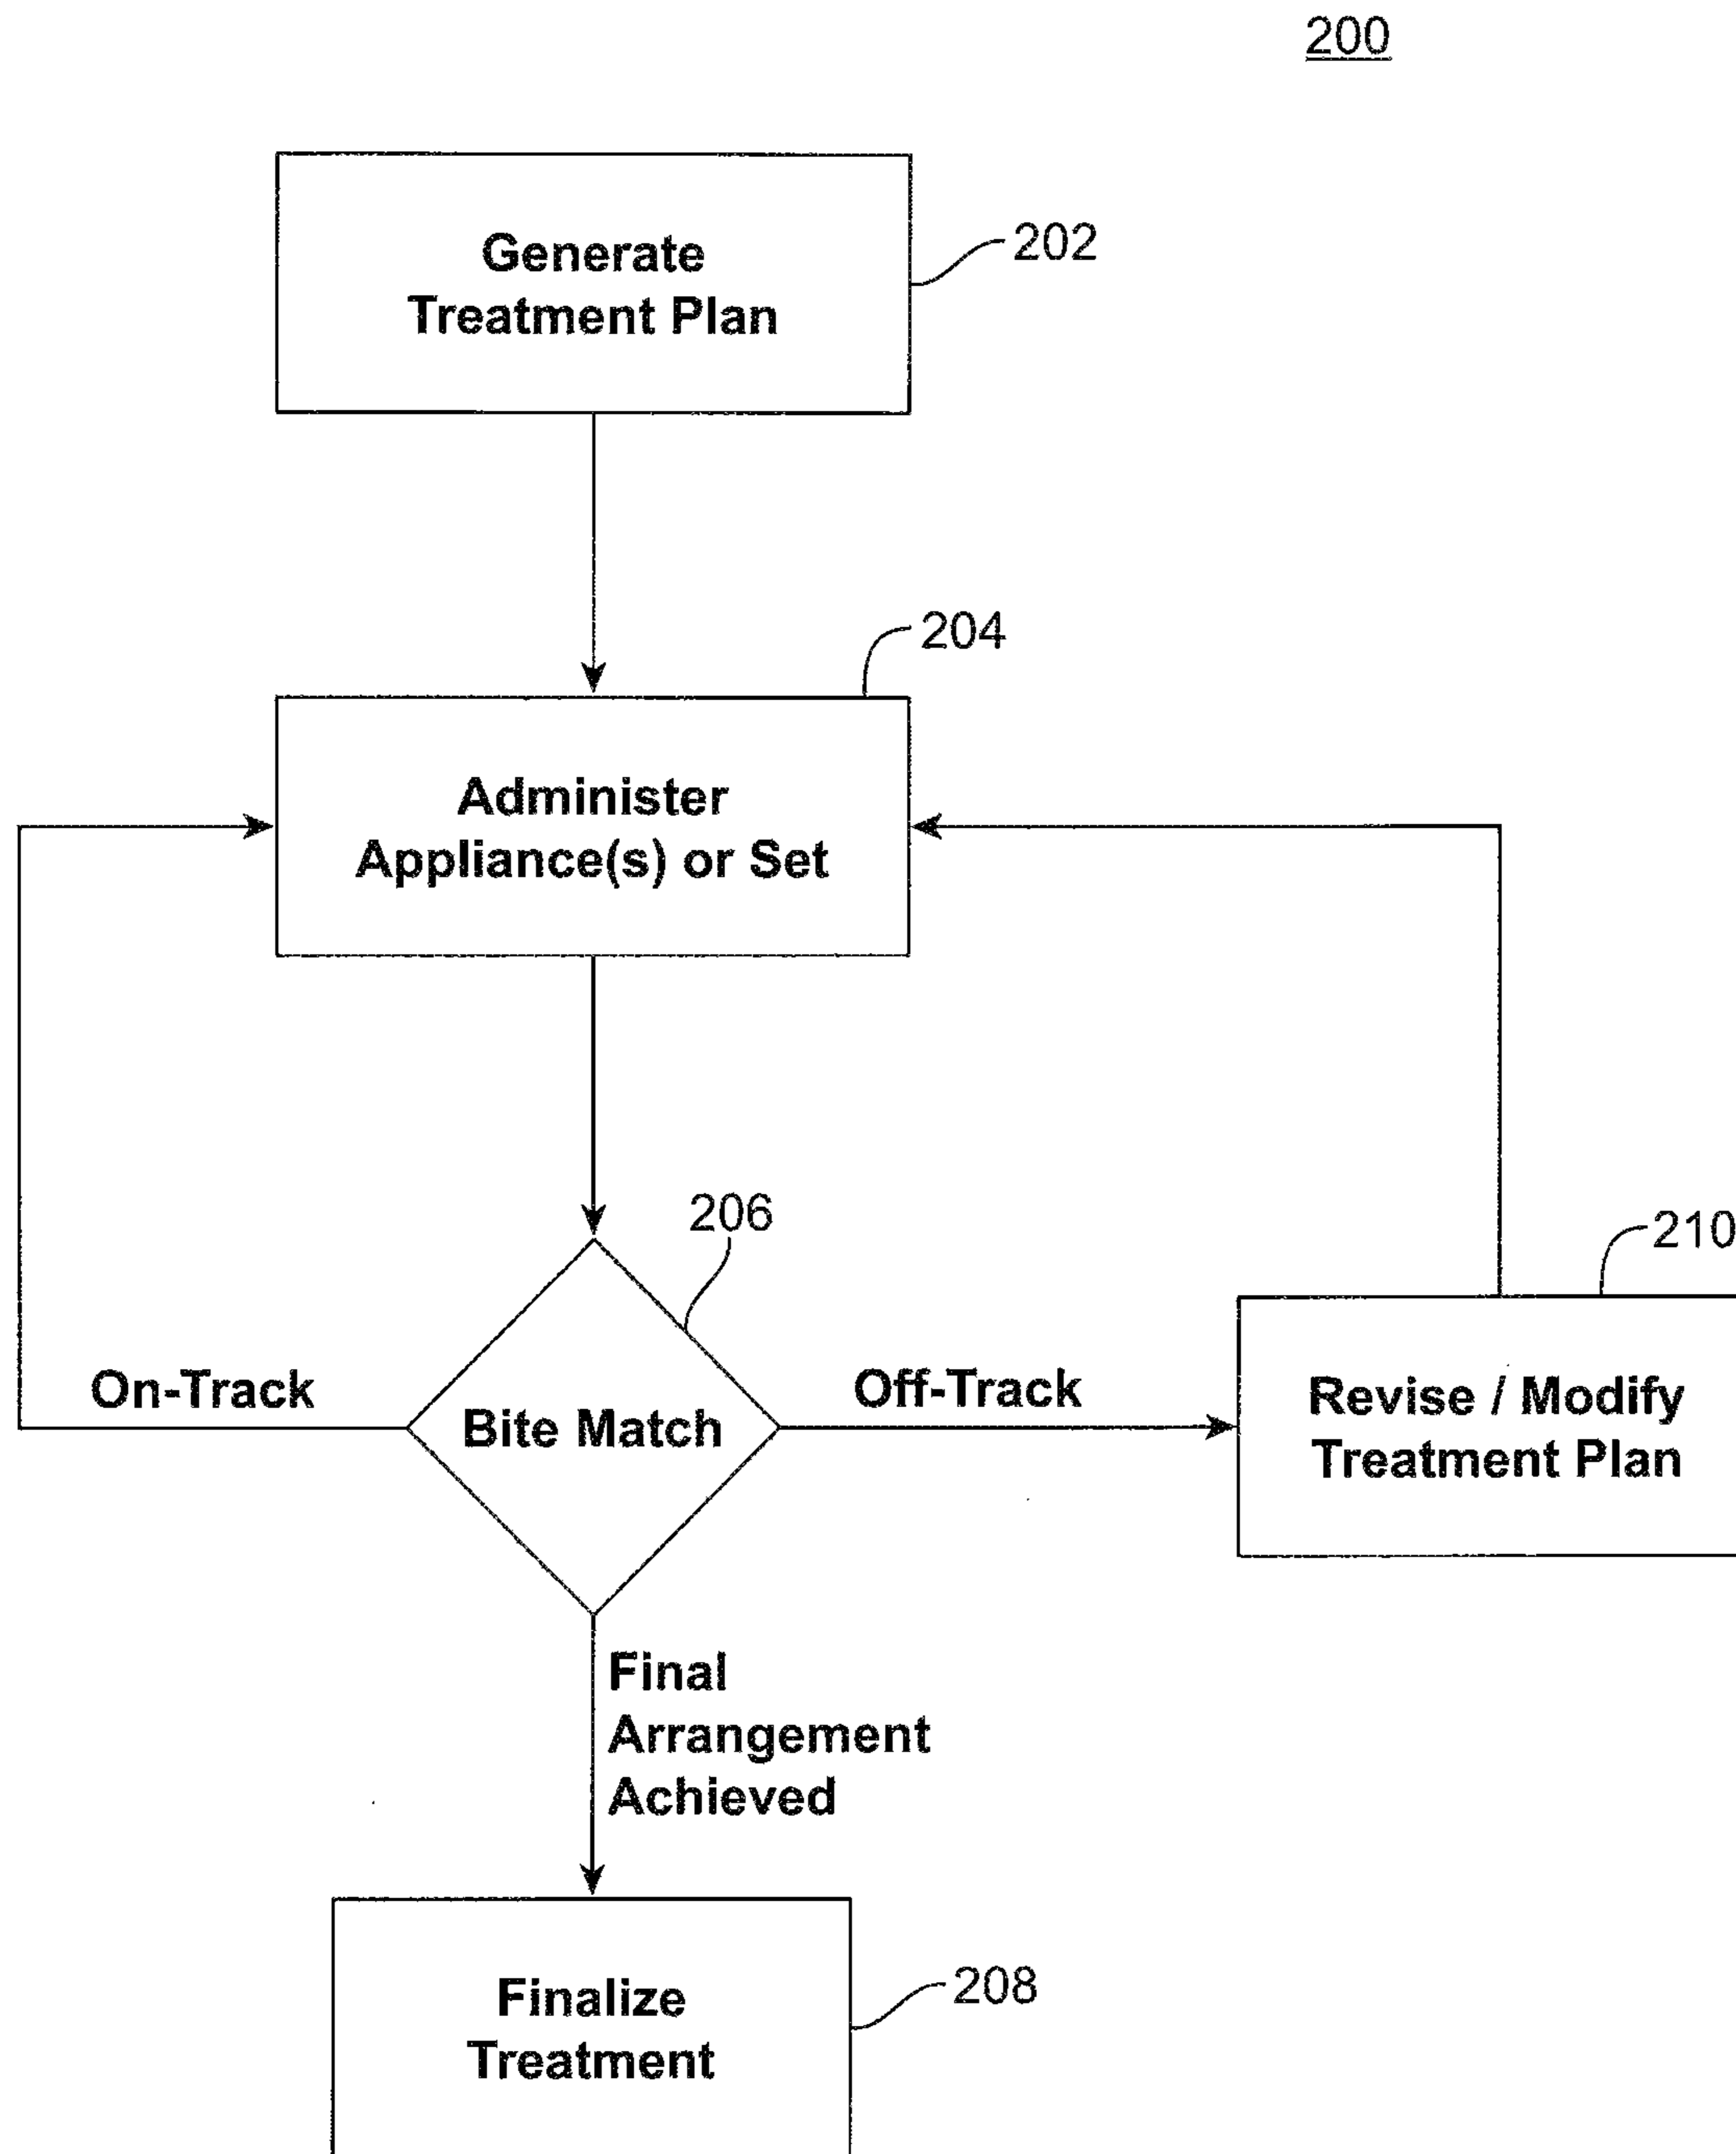 200
Generate
Treatment Plan
202
204
Administer
Appliance(s) or Set
206
210
On-Track
Bite Match
Off-Track
Revise / Modify
Treatment Plan
Final
Arrangement
Achieved
Finalize
Treatment
208